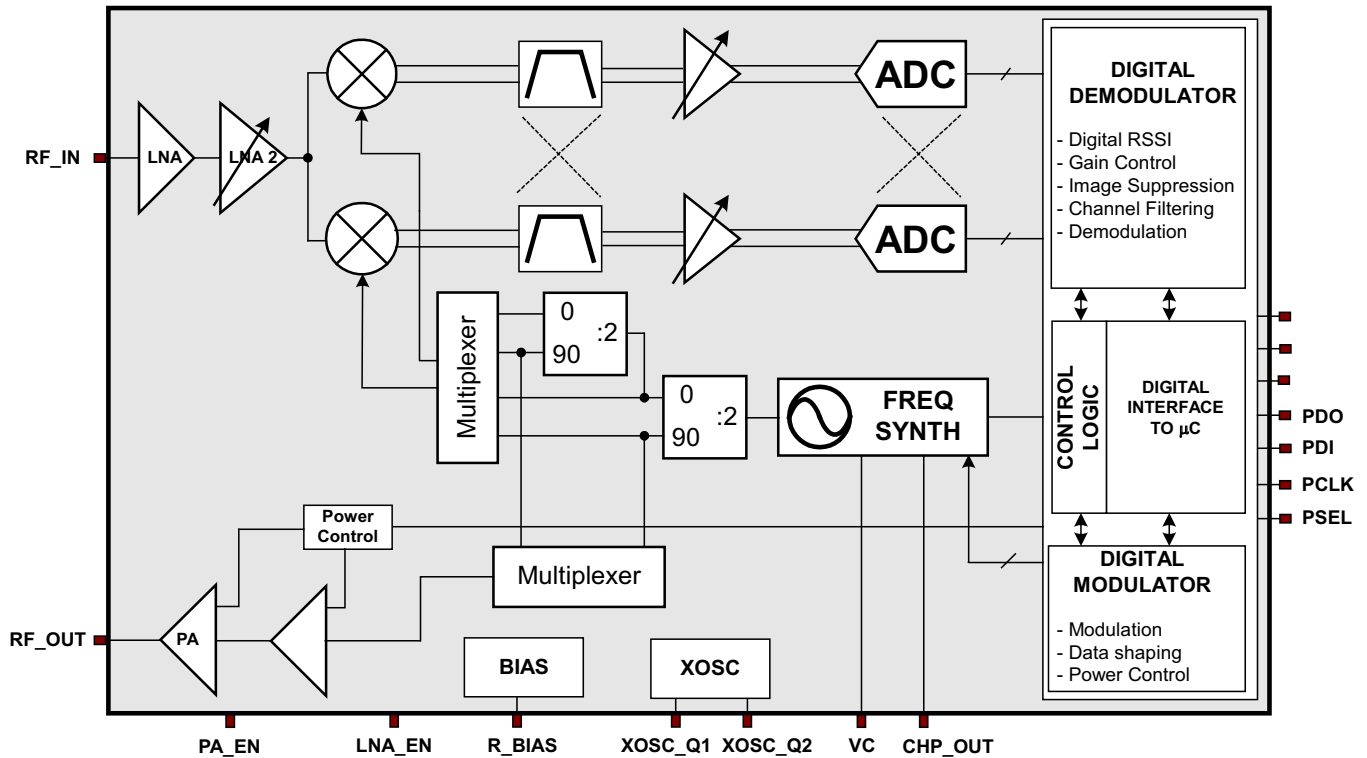 RF_IN
LNA
LNA 2
ADC
ADC
DIGITAL
DEMODULATOR
- Digital RSSI
- Gain Control
- Image Suppression
- Channel Filtering
- Demodulation
Multiplexer
0
:2
90
0
:2
90
FREQ
SYNTH
CONTROL
LOGIC
DIGITAL
INTERFACE
TO µC
PDO
PDI
PCLK
PSEL
Power
Control
Multiplexer
DIGITAL
MODULATOR
- Modulation
- Data shaping
- Power Control
RF_OUT
PA
BIAS
XOSC
PA_EN
LNA_EN
R_BIAS
XOSC_Q1
XOSC_Q2
VC
CHP_OUT